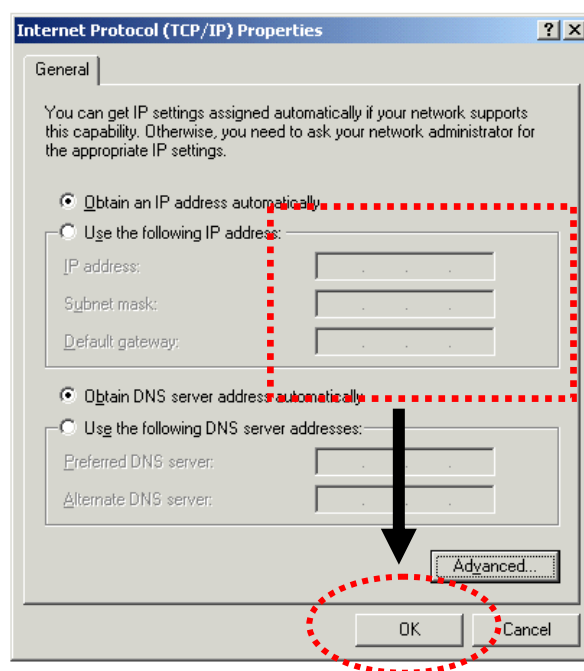 Internet Protocol (TCP/IP) Properties
General
You can get IP settings assigned automatically if your network supports
this capability. Otherwise, you need to ask your network administrator for
the appropriate IP settings.
Obtain an IP address automatically
Use the following IP address:
IP address:
Subnet mask:
Default gateway:
Obtain DNS server address automatically
Use the following DNS server addresses:
Preferred DNS server:
Alternate DNS server:
Advanced...
OK
Cancel